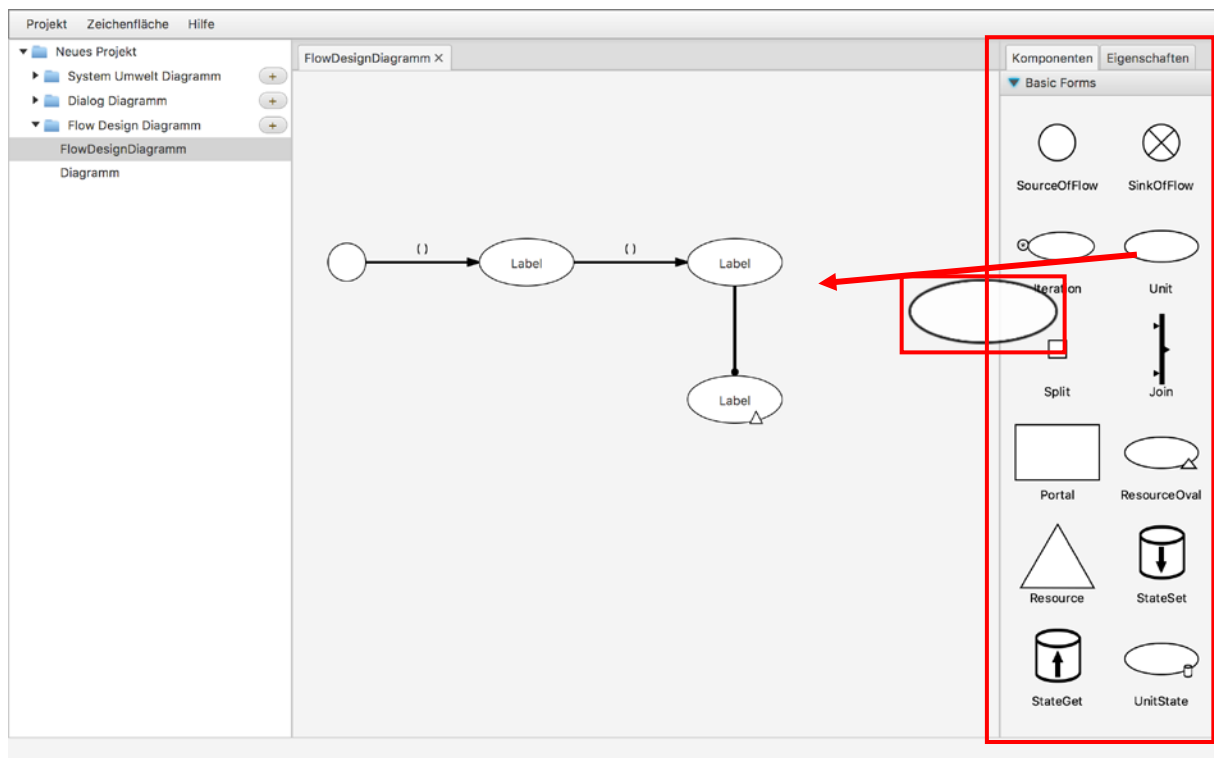 Projekt Zeichenfläche Hilfe
Neues Projekt
System Umwelt Diagramm +
Dialog Diagramm +
Flow Design Diagramm +
FlowDesignDiagramm
Diagramm
FlowDesignDiagramm ×
( ) ( )
Label Label
Label
Komponenten Eigenschaften
Basic Forms
SourceOfFlow SinkOfFlow
Iteration Unit
Split Join
Portal ResourceOval
Resource StateSet
StateGet UnitState